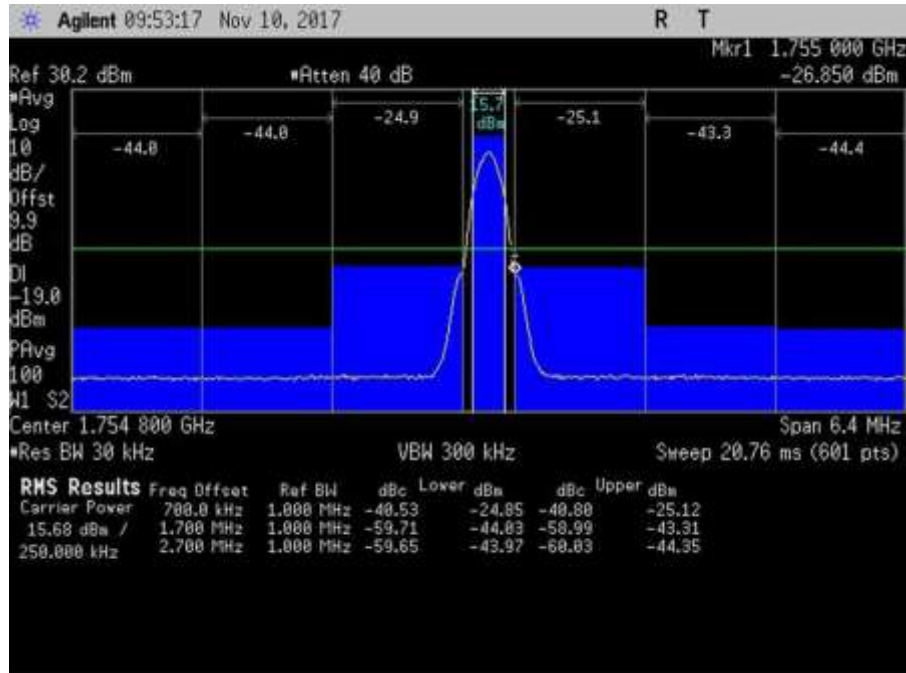 Agilent 09:53:17 Nov 10, 2017 R T
Mkr1 1.755 000 GHz
Ref 30.2 dBm #Atten 40 dB -26.850 dBm
#Avg
Log
10
dB/
Offst
9.9
dB
DI
-19.0
dBm
PAvg
100
W1 S2
-44.0
-44.0
-24.9
15.7
dBm
-25.1
-43.3
-44.4
Center 1.754 800 GHz Span 6.4 MHz
#Res BW 30 kHz VBW 300 kHz Sweep 20.76 ms (601 pts)
RMS Results Freq Offset Ref BW dBc Lower dBm dBc Upper dBm
Carrier Power 700.0 kHz 1.000 MHz -40.53 -24.85 -40.80 -25.12
15.68 dBm / 1.700 MHz 1.000 MHz -59.71 -44.03 -58.99 -43.31
250.000 kHz 2.700 MHz 1.000 MHz -59.65 -43.97 -60.03 -44.35